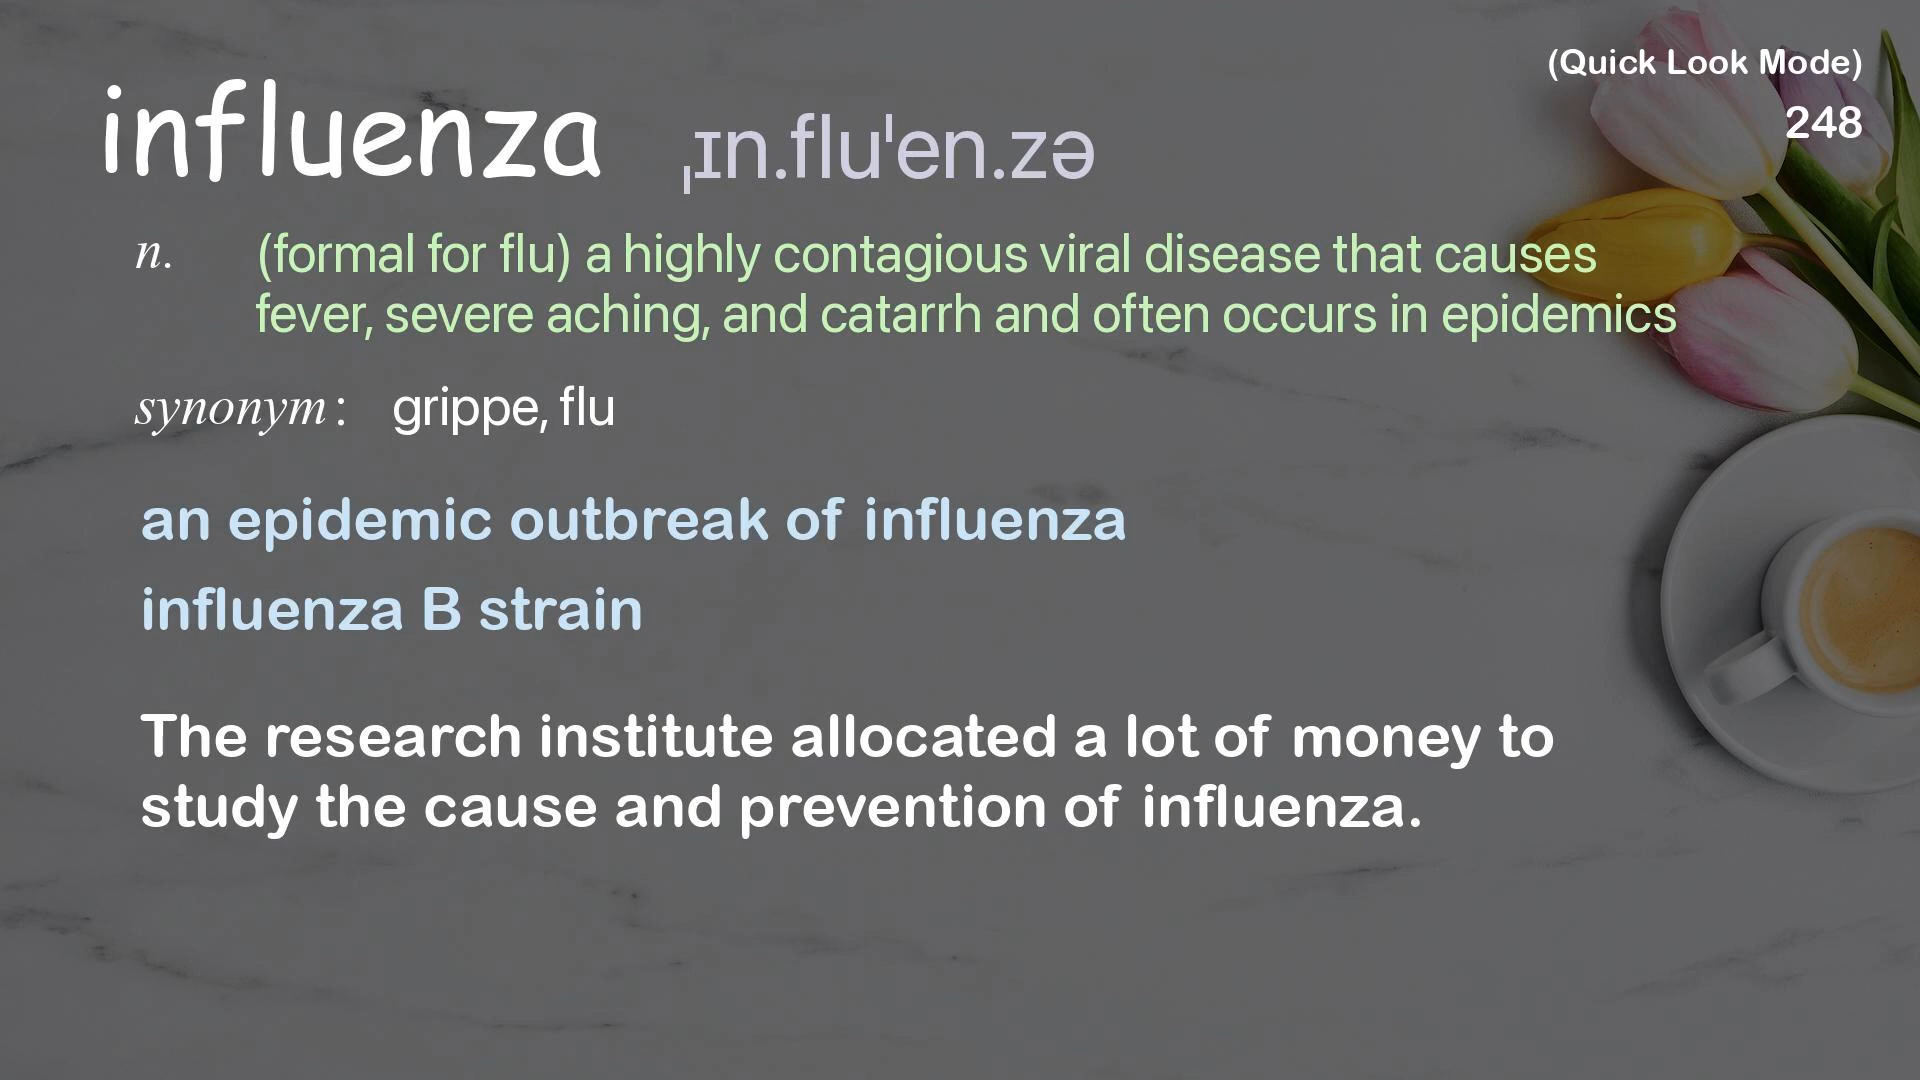 (Quick Look Mode)
248
influenza ˌɪn.fluˈen.zə
n. (formal for flu) a highly contagious viral disease that causes
fever, severe aching, and catarrh and often occurs in epidemics
synonym: grippe, flu
an epidemic outbreak of influenza
influenza B strain
The research institute allocated a lot of money to
study the cause and prevention of influenza.